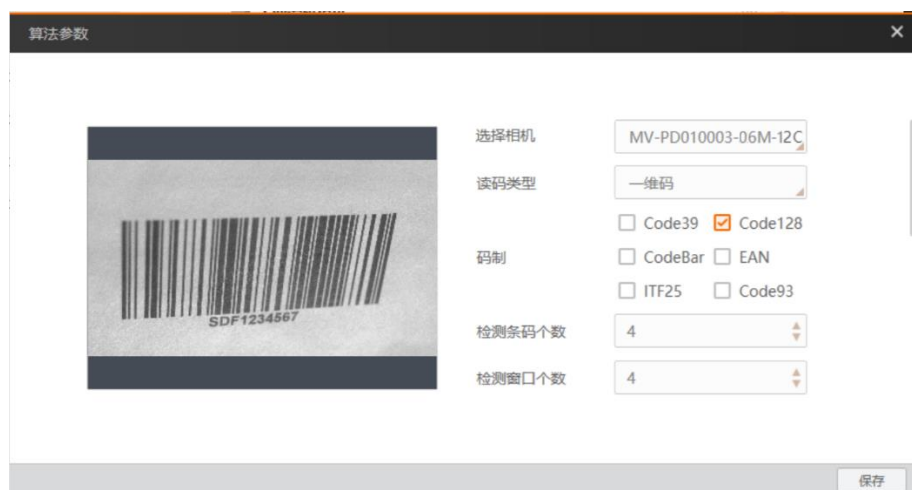 算法参数
选择相机 MV-PD010003-06M-12C
读码类型 一维码
码制
Code39 Code128
CodeBar EAN
ITF25 Code93
检测条码个数 4
检测窗口个数 4
SDF1234567
保存